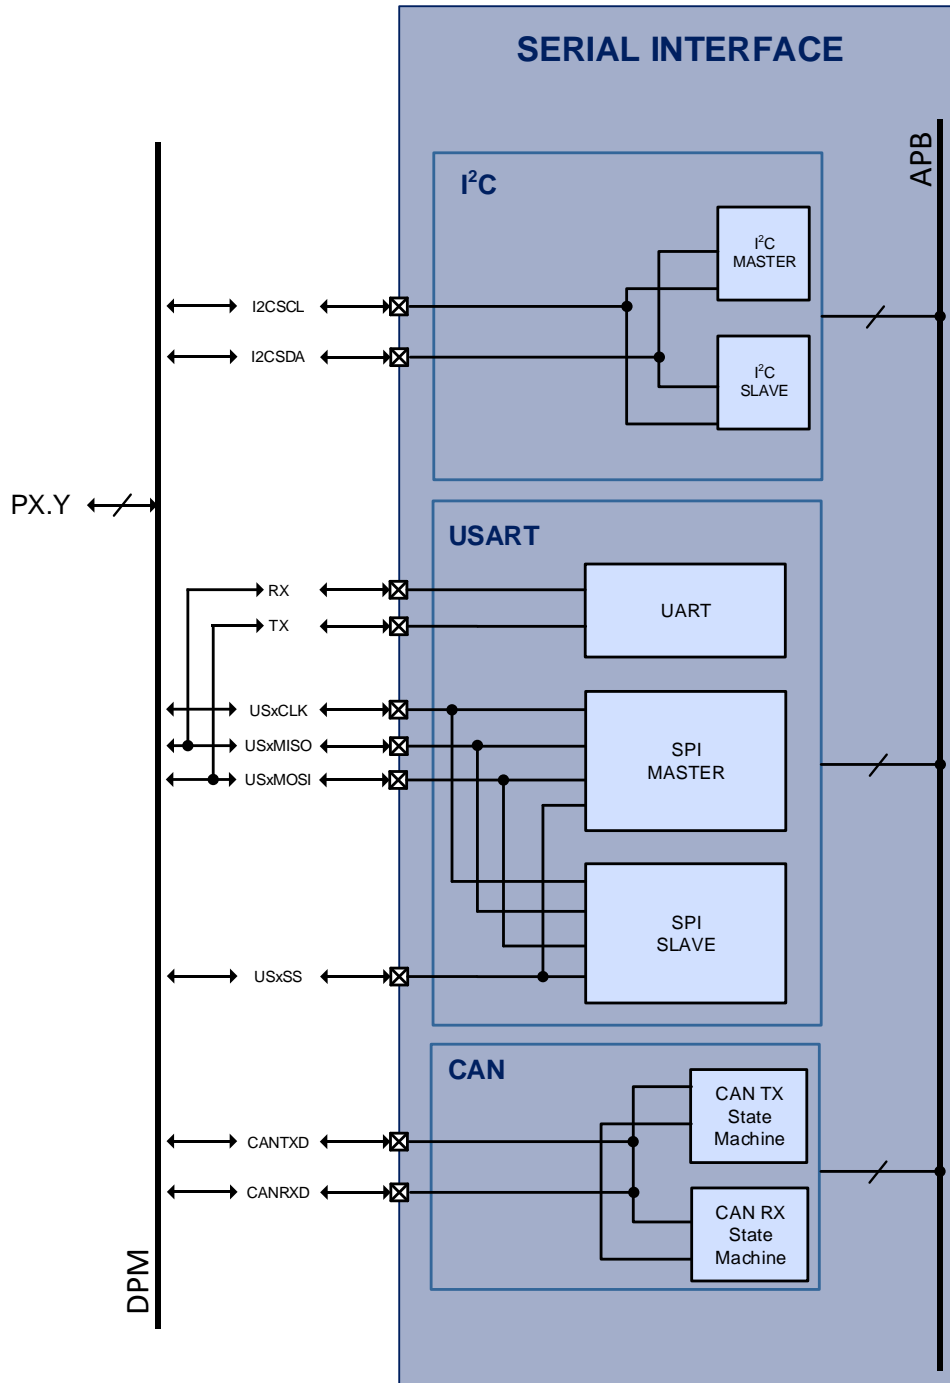 SERIAL INTERFACE
APB
I²C
I²C
MASTER
I2CSCL
I2CSDA
I²C
SLAVE
PX.Y
USART
RX
TX
UART
USxCLK
USxMISO
USxMOSI
SPI
MASTER
SPI
SLAVE
USxSS
CAN
CAN TX
State
Machine
CANTXD
CANRXD
CAN RX
State
Machine
DPM